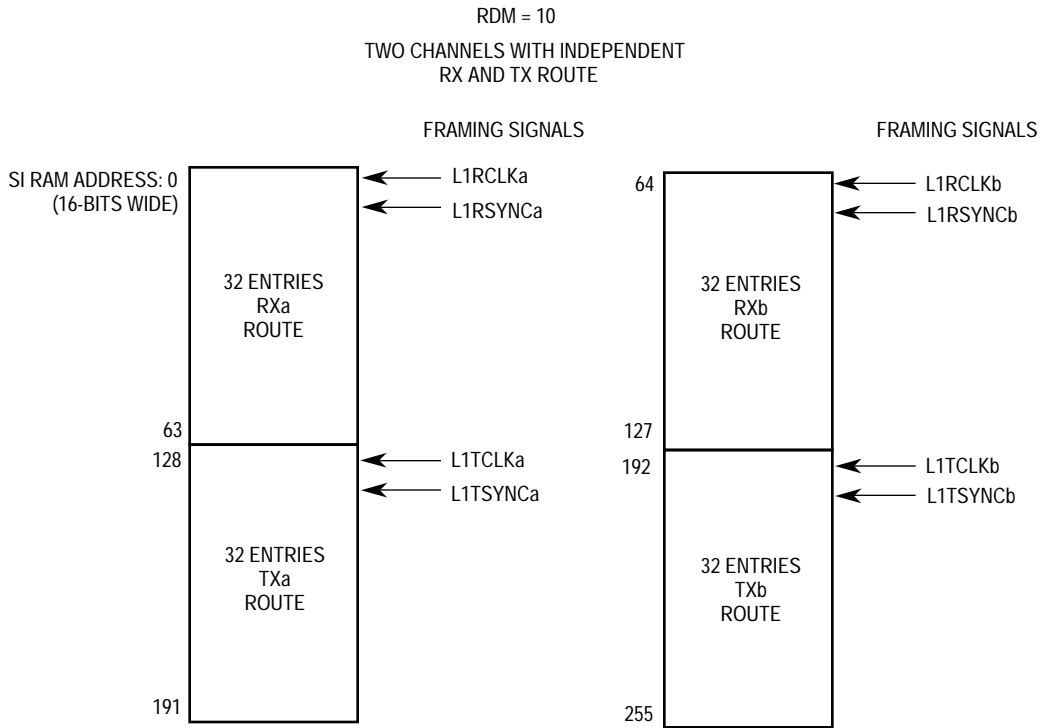 RDM = 10
TWO CHANNELS WITH INDEPENDENT
RX AND TX ROUTE
FRAMING SIGNALS
SI RAM ADDRESS: 0
(16-BITS WIDE)
L1RCLKa
L1RSYNCa
32 ENTRIES
RXa
ROUTE
63
128
L1TCLKa
L1TSYNCa
32 ENTRIES
TXa
ROUTE
191
FRAMING SIGNALS
64
L1RCLKb
L1RSYNCb
32 ENTRIES
RXb
ROUTE
127
192
L1TCLKb
L1TSYNCb
32 ENTRIES
TXb
ROUTE
255